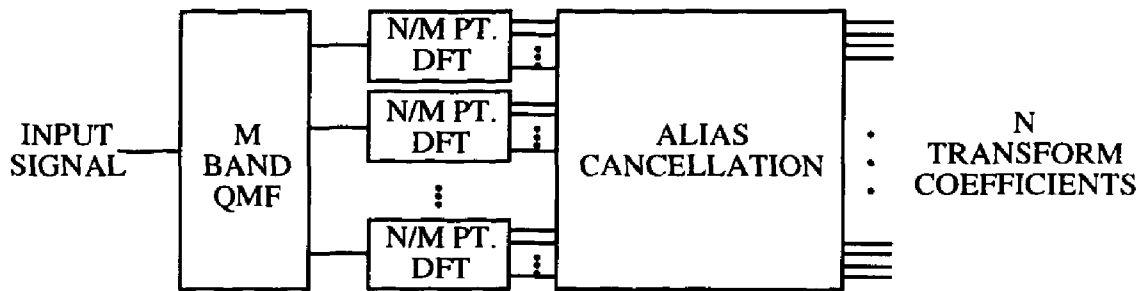 INPUT
SIGNAL
M
BAND
QMF
N/M PT.
DFT
N/M PT.
DFT
N/M PT.
DFT
ALIAS
CANCELLATION
N
TRANSFORM
COEFFICIENTS